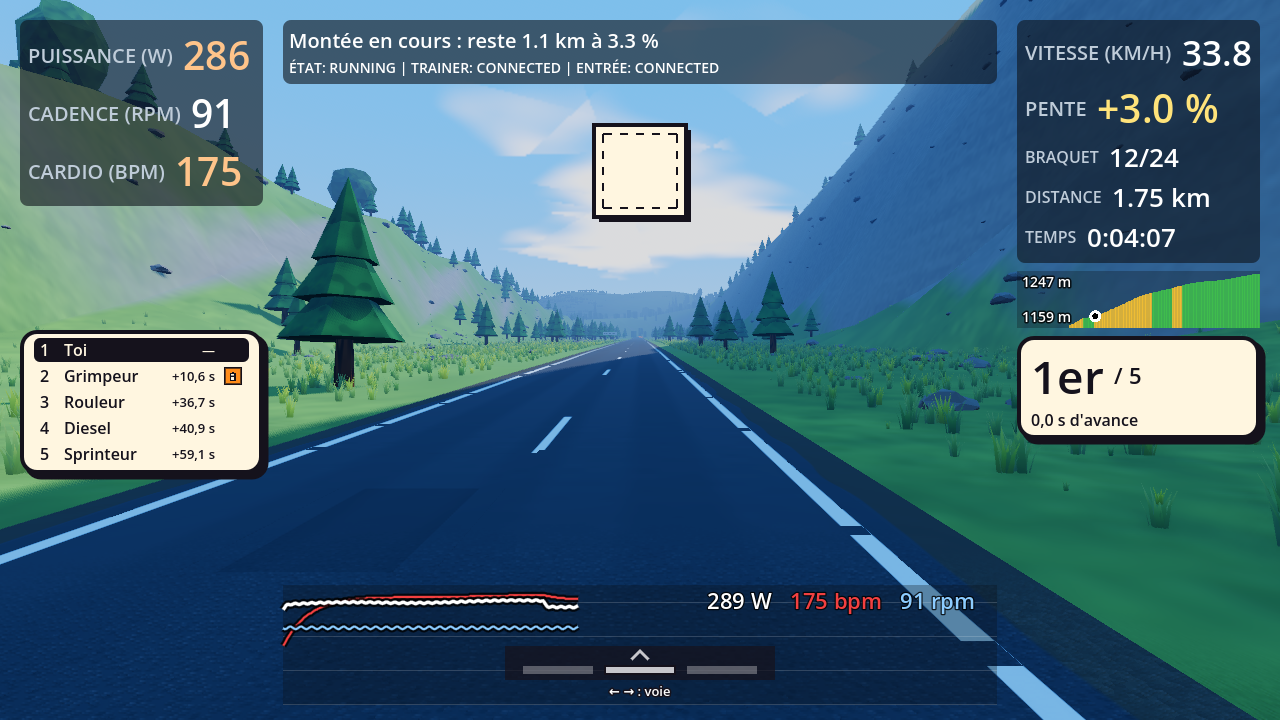 PUISSANCE (W) 286
CADENCE (RPM) 91
CARDIO (BPM) 175
Montée en cours : reste 1.1 km à 3.3 %
ÉTAT: RUNNING | TRAINER: CONNECTED | ENTRÉE: CONNECTED
VITESSE (KM/H) 33.8
PENTE +3.0 %
BRAQUET 12/24
DISTANCE 1.75 km
TEMPS 0:04:07
1247 m
1159 m
1 Toi —
2 Grimpeur +10,6 s
3 Rouleur +36,7 s
4 Diesel +40,9 s
5 Sprinteur +59,1 s
1er / 5
0,0 s d'avance
289 W 175 bpm 91 rpm
← → : voie